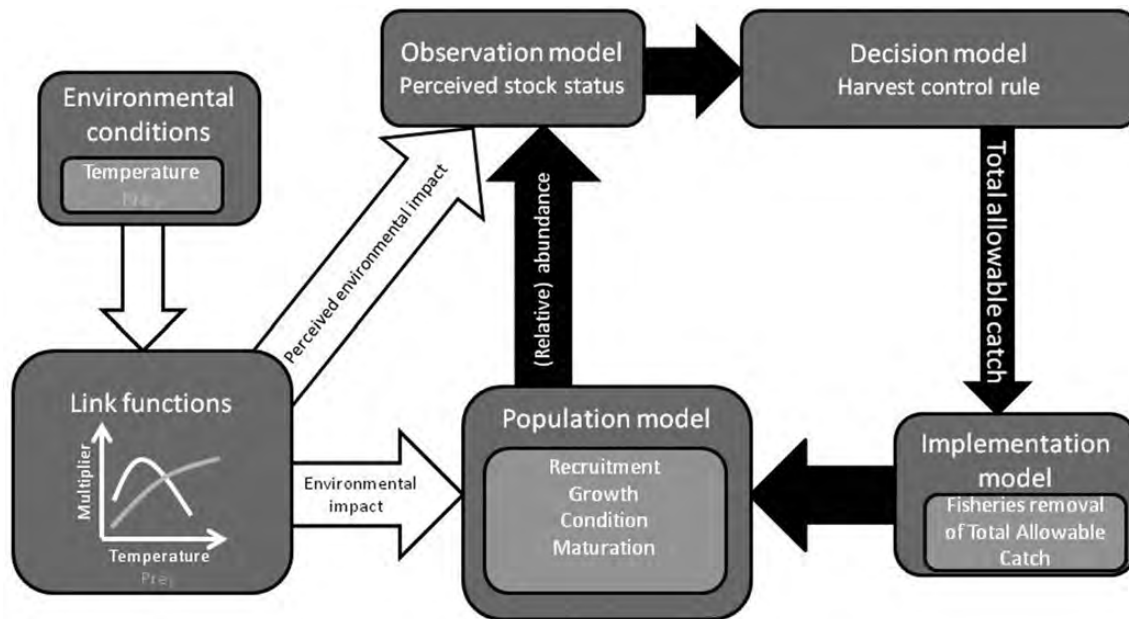 Environmental
conditions
Temperature
Prey
Observation model
Perceived stock status
Decision model
Harvest control rule
Perceived environmental impact
(Relative) abundance
Total allowable catch
Link functions
Multiplier
Temperature
Prey
Environmental
impact
Population model
Recruitment
Growth
Condition
Maturation
Implementation
model
Fisheries removal
of Total Allowable
Catch